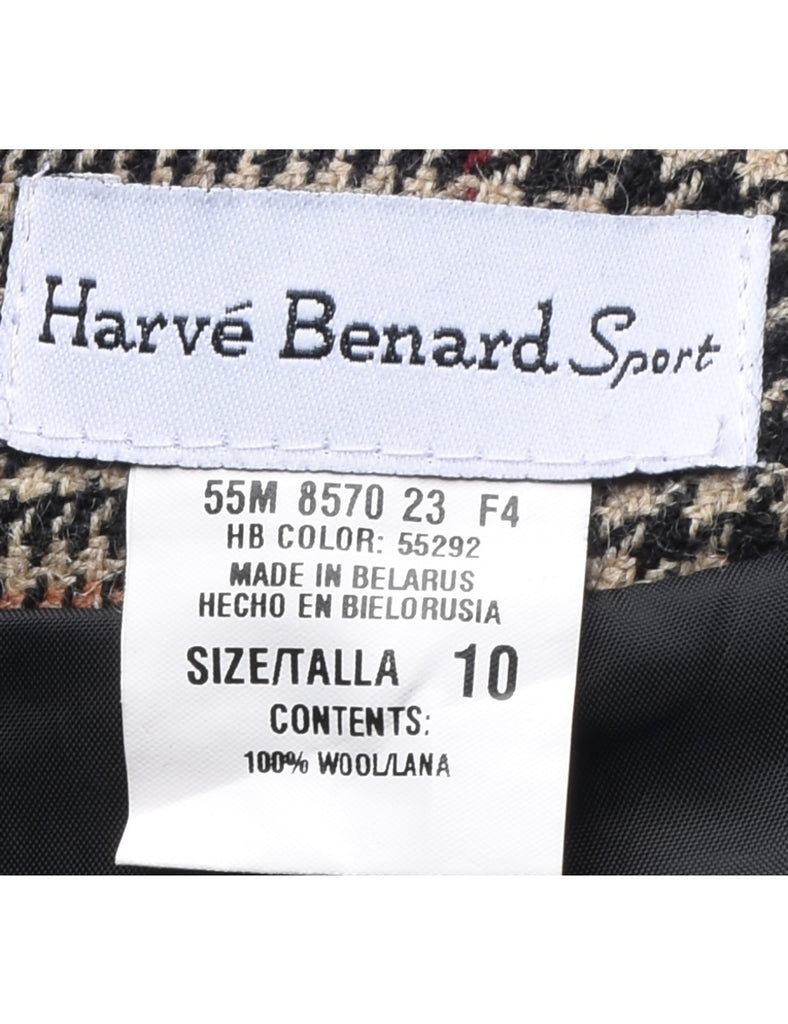 Harvé Benard Sport
55M 8570 23 F4
HB COLOR: 55292
MADE IN BELARUS
HECHO EN BIELORUSIA
SIZE/TALLA 10
CONTENTS:
100% WOOL/LANA